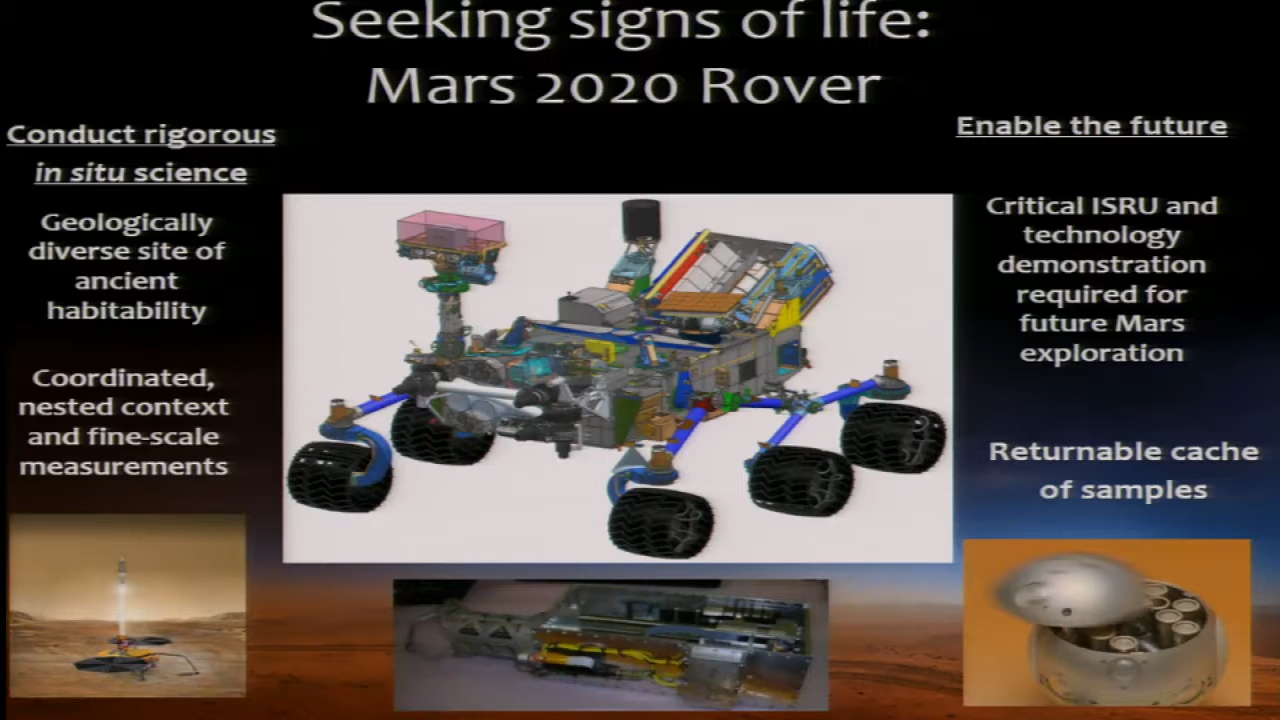 Seeking signs of life:
Mars 2020 Rover
Conduct rigorous
in situ science
Geologically
diverse site of
ancient
habitability
Coordinated,
nested context
and fine-scale
measurements
Enable the future
Critical ISRU and
technology
demonstration
required for
future Mars
exploration
Returnable cache
of samples